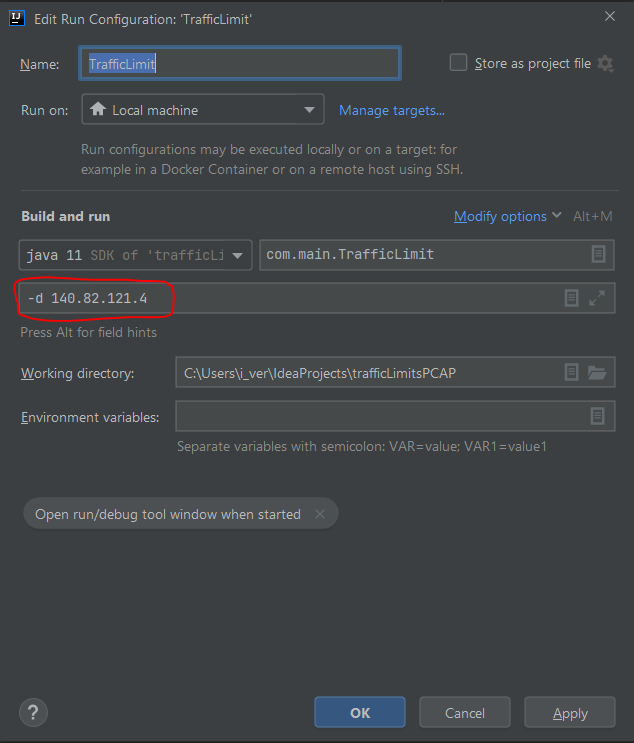 IJ Edit Run Configuration: 'TrafficLimit'
Name: TrafficLimit Store as project file
Run on: Local machine Manage targets...
Run configurations may be executed locally or on a target: for
example in a Docker Container or on a remote host using SSH.
Build and run Modify options Alt+M
java 11 SDK of 'trafficLi com.main.TrafficLimit
-d 140.82.121.4
Press Alt for field hints
Working directory: C:\Users\i_ver\IdeaProjects\trafficLimitsPCAP
Environment variables:
Separate variables with semicolon: VAR=value; VAR1=value1
Open run/debug tool window when started
? OK Cancel Apply